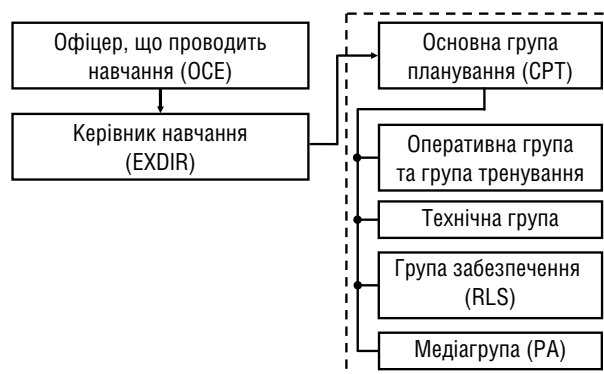 Офіцер, що проводить
навчання (OCE)
Керівник навчання
(EXDIR)
Основна група
планування (CPT)
Оперативна група
та група тренування
Технічна група
Група забезпечення
(RLS)
Медіагрупа (PA)